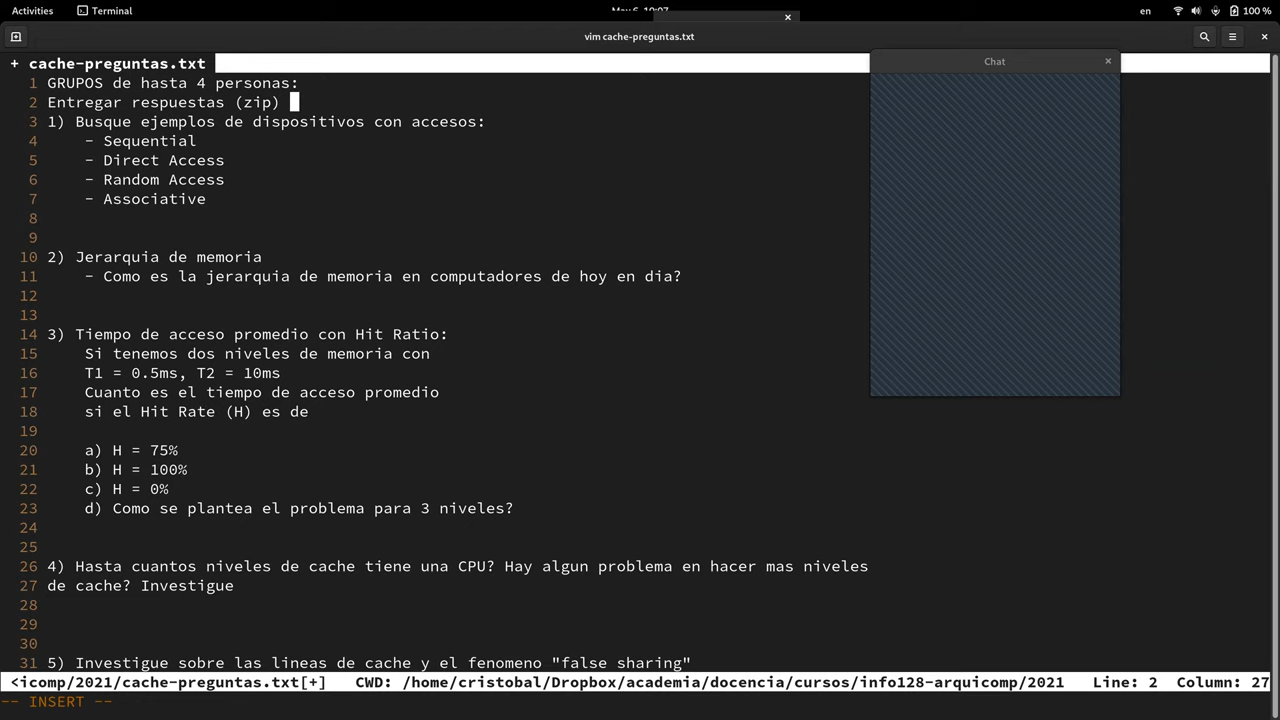 Activities Terminal en 100 %
vim cache-preguntas.txt
+ cache-preguntas.txt
Chat
1 GRUPOS de hasta 4 personas:
2 Entregar respuestas (zip)
3 1) Busque ejemplos de dispositivos con accesos:
4 - Sequential
5 - Direct Access
6 - Random Access
7 - Associative
8
9
10 2) Jerarquia de memoria
11 - Como es la jerarquia de memoria en computadores de hoy en dia?
12
13
14 3) Tiempo de acceso promedio con Hit Ratio:
15 Si tenemos dos niveles de memoria con
16 T1 = 0.5ms, T2 = 10ms
17 Cuanto es el tiempo de acceso promedio
18 si el Hit Rate (H) es de
19
20 a) H = 75%
21 b) H = 100%
22 c) H = 0%
23 d) Como se plantea el problema para 3 niveles?
24
25
26 4) Hasta cuantos niveles de cache tiene una CPU? Hay algun problema en hacer mas niveles
27 de cache? Investigue
28
29
30
31 5) Investigue sobre las lineas de cache y el fenomeno "false sharing"
<icomp/2021/cache-preguntas.txt[+] CWD: /home/cristobal/Dropbox/academia/docencia/cursos/info128-arquicomp/2021 Line: 2 Column: 27
-- INSERT --